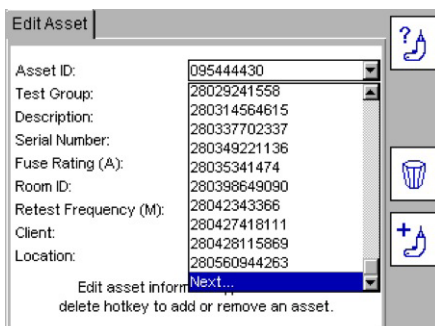 Edit Asset
Asset ID: 095444430
Test Group: 28029241558
280314564615
Description:
280337702337
Serial Number:
280349221136
Fuse Rating (A): 28035341474
Room ID: 280398649090
Retest Frequency (M): 28042343366
280427418111
Client:
280428115869
Location:
280560944263
Edit asset inform Next...
delete hotkey to add or remove an asset.